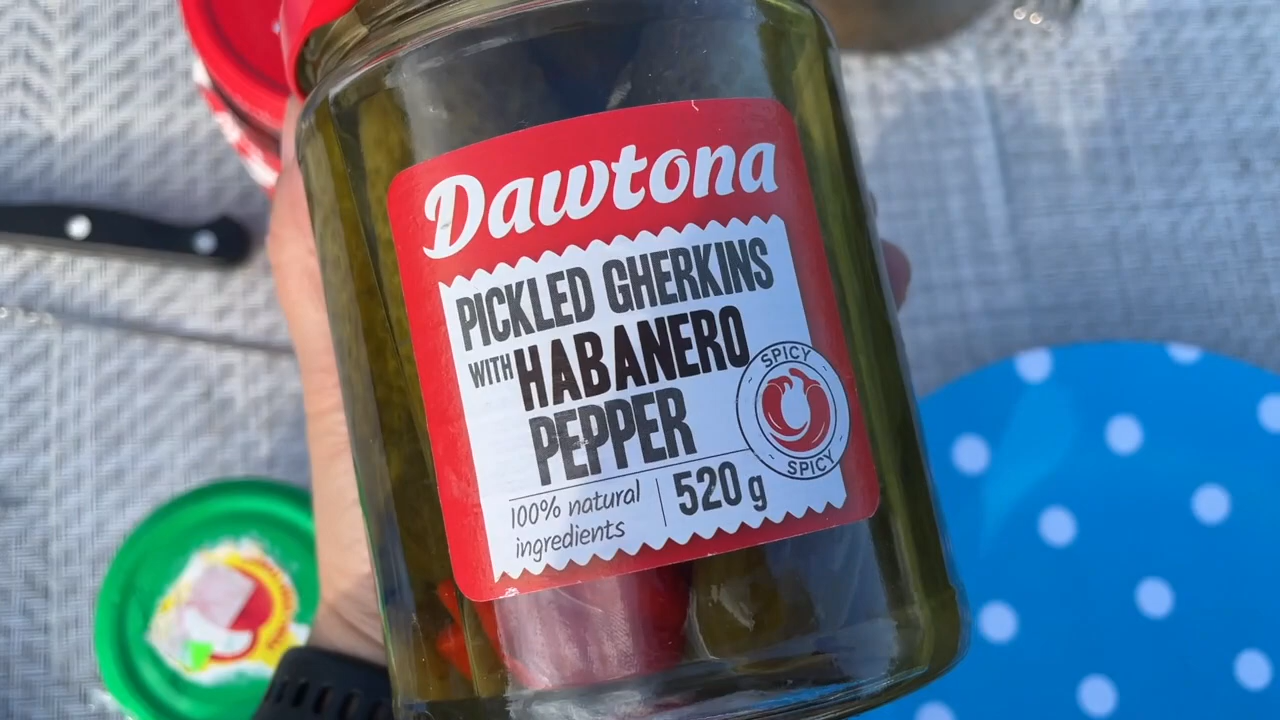 Dawtona
PICKLED GHERKINS
WITH HABANERO
PEPPER
SPICY
SPICY
100% natural
ingredients
520 g